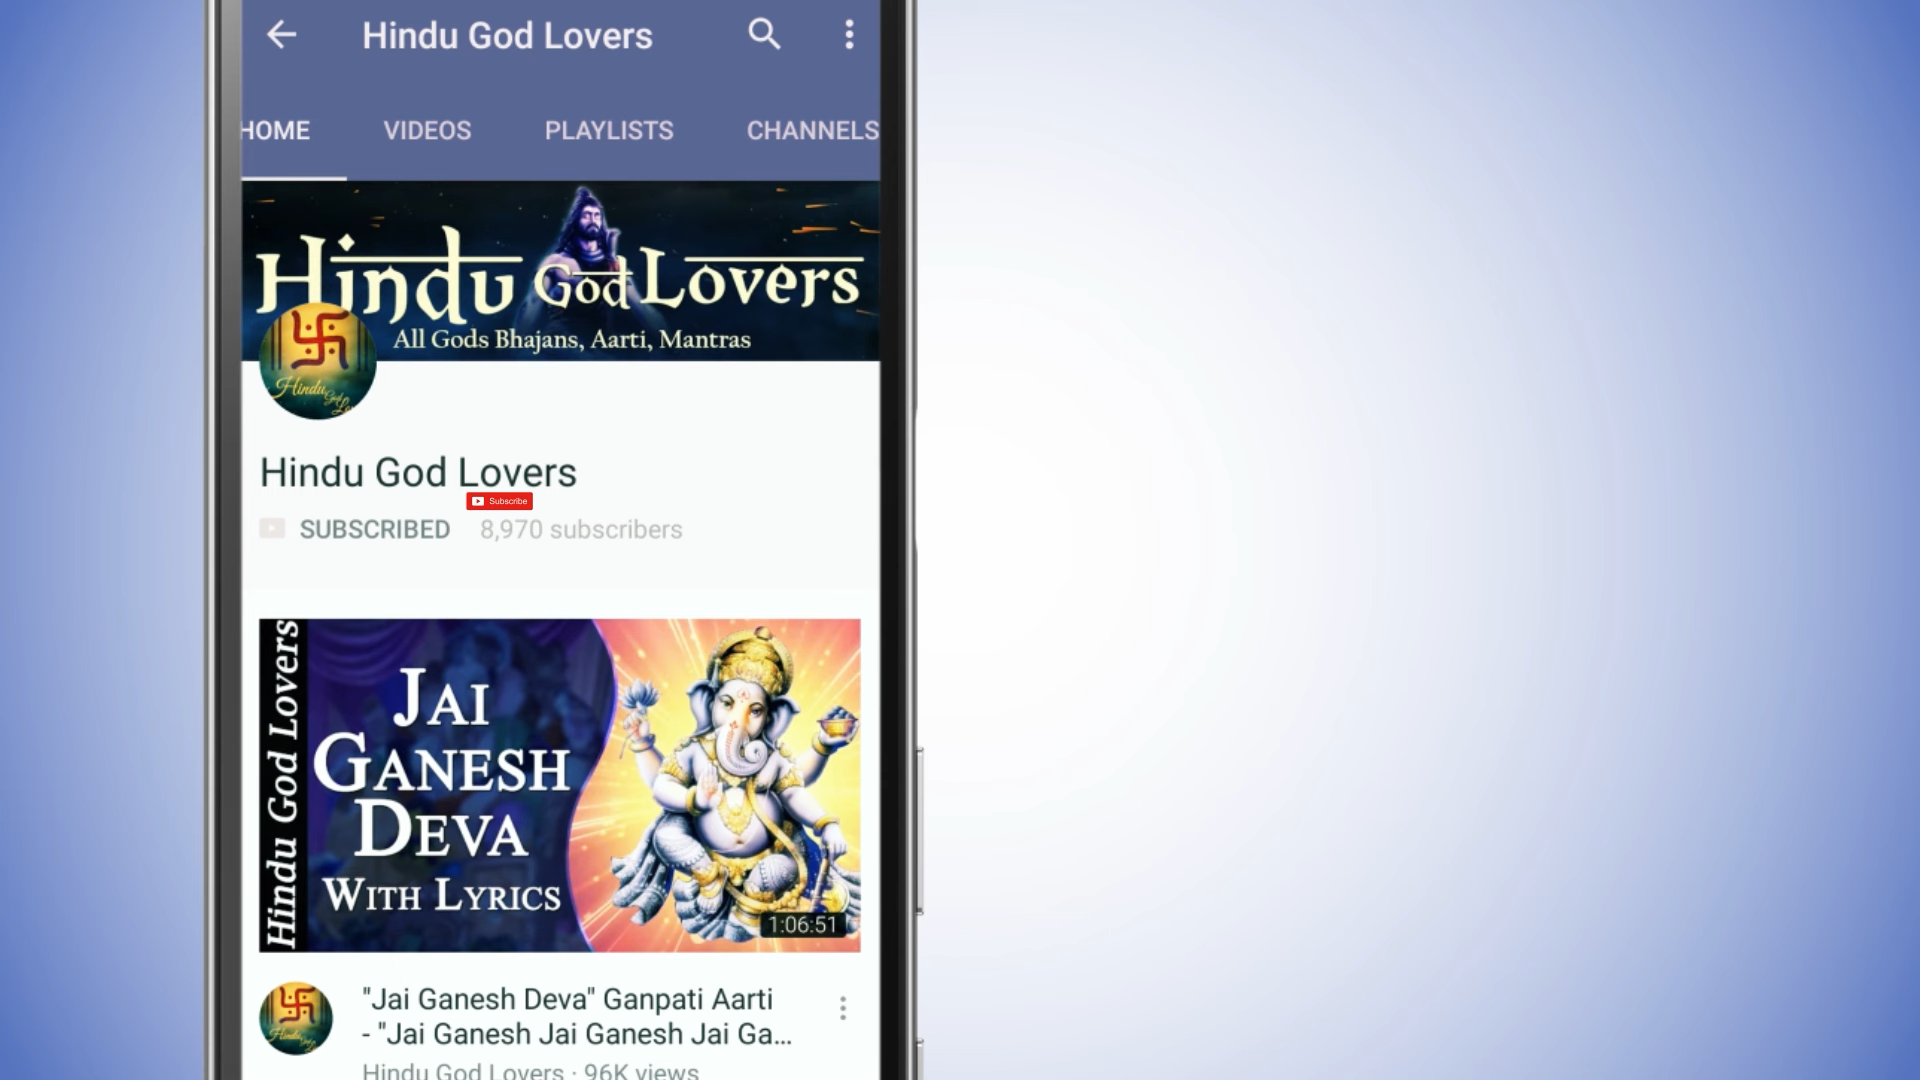 Hindu God Lovers
HOME VIDEOS PLAYLISTS CHANNELS
Hindu God Lovers
All Gods Bhajans, Aarti, Mantras
Hindu
God
Hindu God Lovers
Subscribe
SUBSCRIBED 8,970 subscribers
Hindu God Lovers
JAI
GANESH
DEVA
WITH LYRICS
1:06:51
"Jai Ganesh Deva" Ganpati Aarti
- "Jai Ganesh Jai Ganesh Jai Ga...
Hindu God Lovers · 96K views